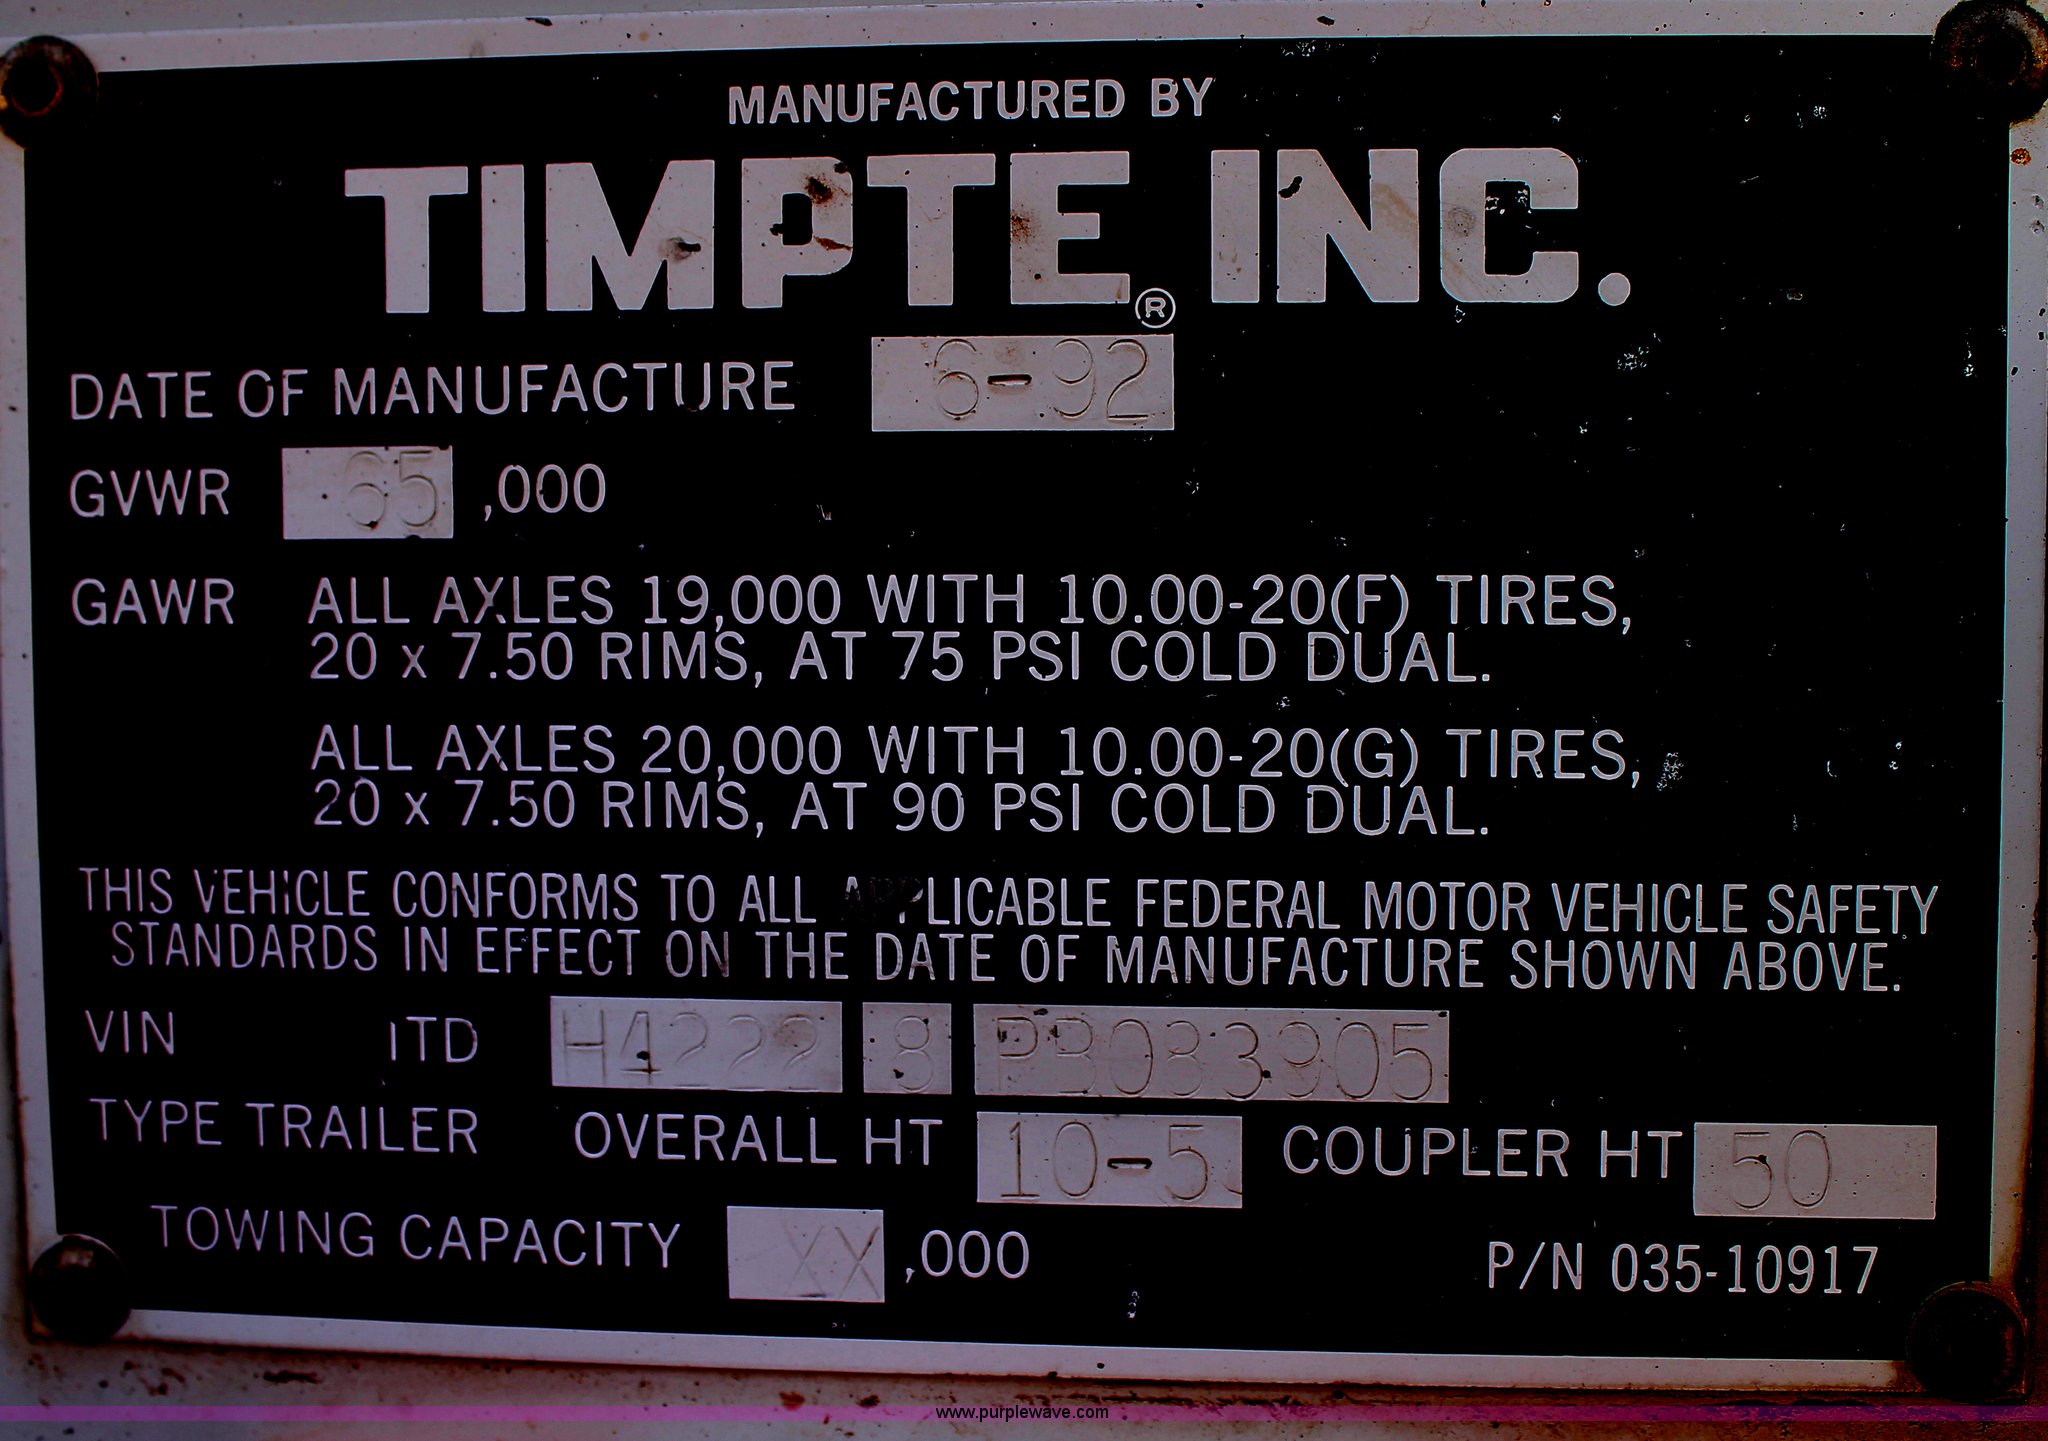 MANUFACTURED BY
TIMPTE® INC.
DATE OF MANUFACTURE 6-92
GVWR 65 ,000
GAWR ALL AXLES 19,000 WITH 10.00-20(F) TIRES,
20 x 7.50 RIMS, AT 75 PSI COLD DUAL.
ALL AXLES 20,000 WITH 10.00-20(G) TIRES,
20 x 7.50 RIMS, AT 90 PSI COLD DUAL.
THIS VEHICLE CONFORMS TO ALL APPLICABLE FEDERAL MOTOR VEHICLE SAFETY
STANDARDS IN EFFECT ON THE DATE OF MANUFACTURE SHOWN ABOVE.
VIN 1TD H4222 8 PB083905
TYPE TRAILER OVERALL HT 10-5 COUPLER HT 50
TOWING CAPACITY XX ,000
P/N 035-10917
www.purplewave.com